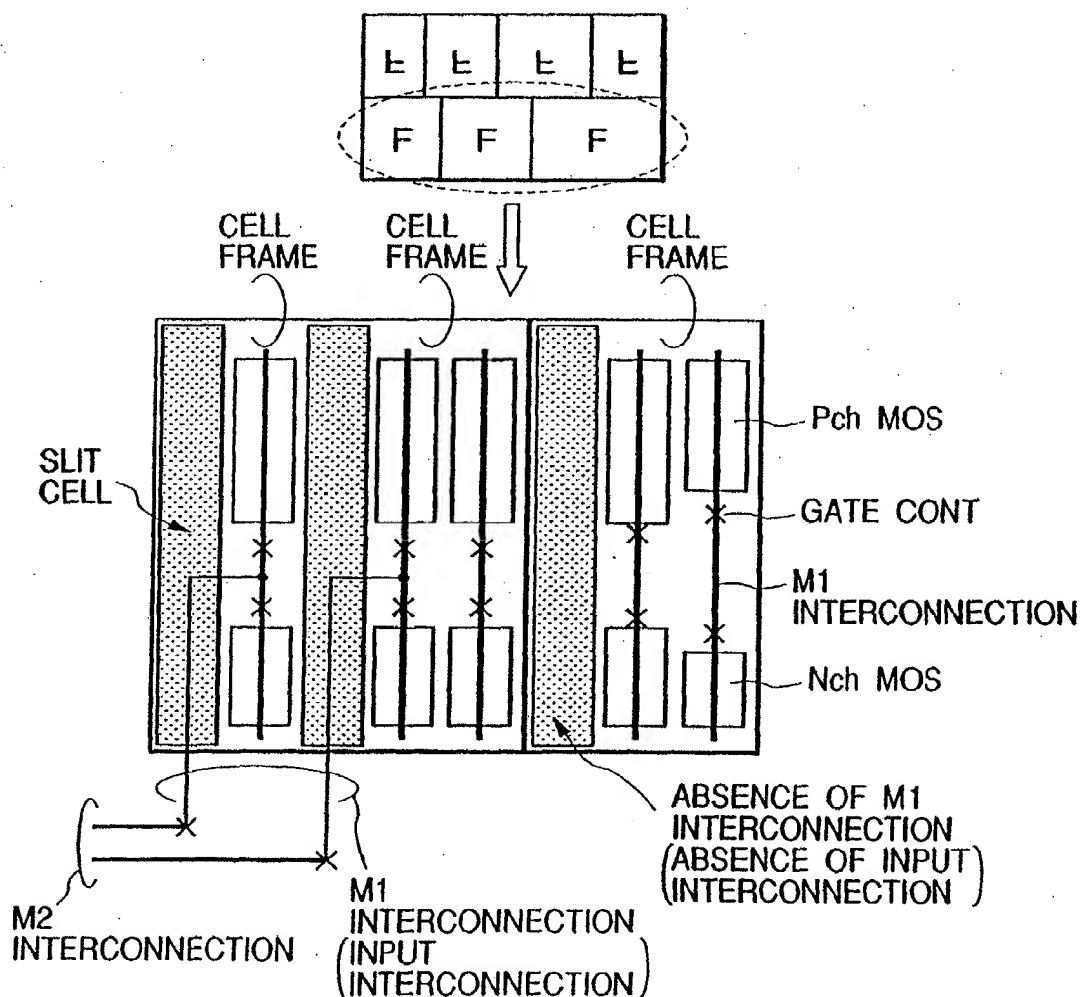 F F F F
F F F
CELL
FRAME
CELL
FRAME
CELL
FRAME
SLIT
CELL
Pch MOS
GATE CONT
M1
INTERCONNECTION
Nch MOS
ABSENCE OF M1
INTERCONNECTION
(ABSENCE OF INPUT
INTERCONNECTION)
M2
INTERCONNECTION
M1
INTERCONNECTION
(INPUT
INTERCONNECTION)